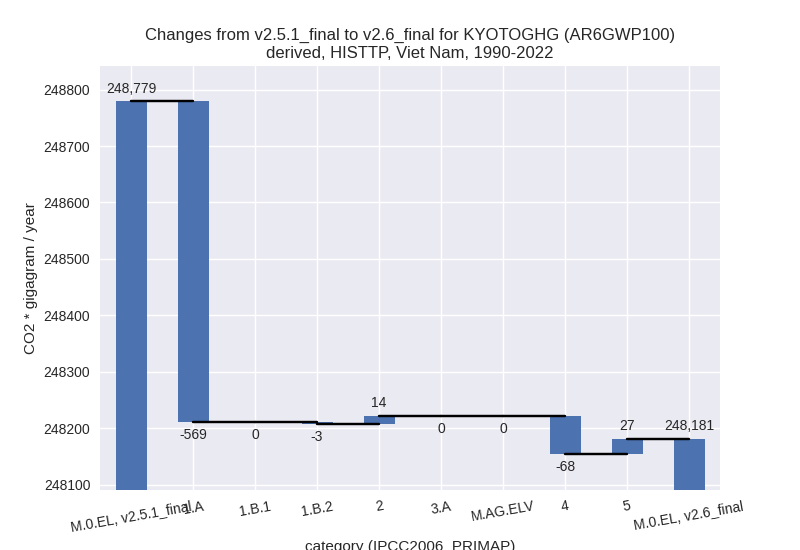 Changes from v2.5.1_final to v2.6_final for KYOTOGHG (AR6GWP100)
derived, HISTTP, Viet Nam, 1990-2022
CO2 * gigagram / year
248800
248700
248600
248500
248400
248300
248200
248100
248,779
-569
0
-3
14
0
0
-68
27
248,181
M.0.EL, v2.5.1_final
1.A
1.B.1
1.B.2
2
3.A
M.AG.ELV
4
5
M.0.EL, v2.6_final
category (IPCC2006_PRIMAP)